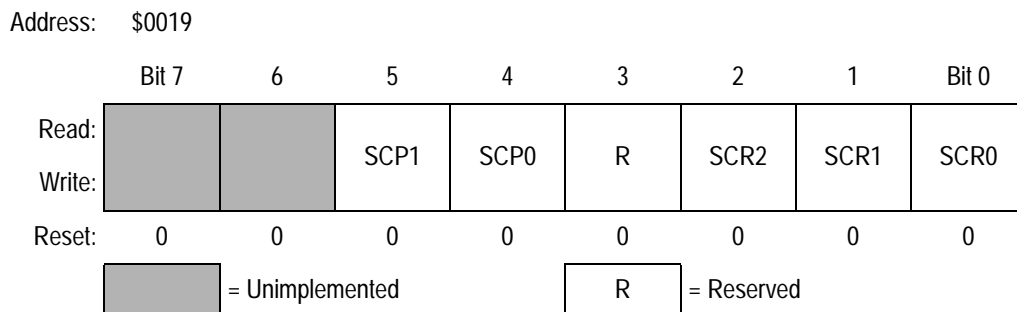 Address: $0019
Bit 7 6 5 4 3 2 1 Bit 0
Read:
SCP1 SCP0 R SCR2 SCR1 SCR0
Write:
Reset: 0 0 0 0 0 0 0 0
= Unimplemented R = Reserved